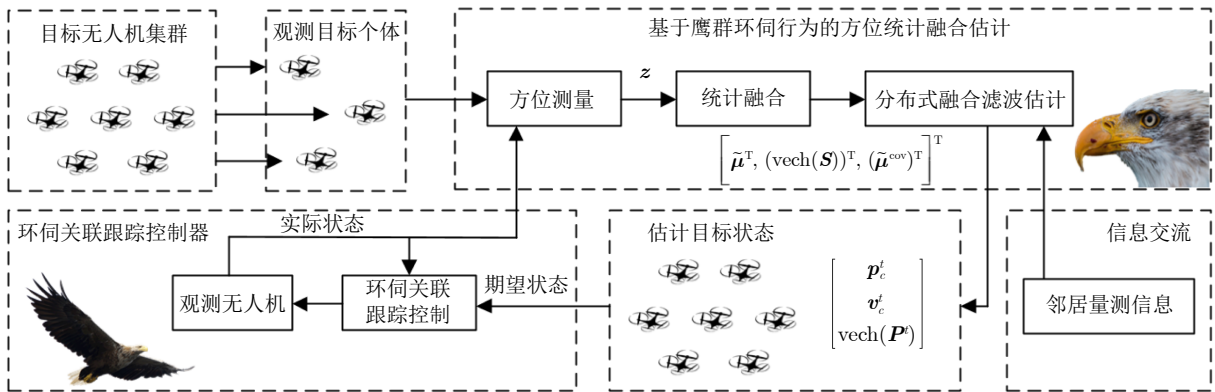 目标无人机集群
观测目标个体
基于鹰群环伺行为的方位统计融合估计
方位测量
z
统计融合
分布式融合滤波估计
[μ̃ᵀ, (vech(S))ᵀ, (μ̃ᶜᵒᵛ)ᵀ]ᵀ
环伺关联跟踪控制器
实际状态
观测无人机
环伺关联
跟踪控制
期望状态
估计目标状态
p_c^t
v_c^t
vech(Pᵗ)
信息交流
邻居量测信息